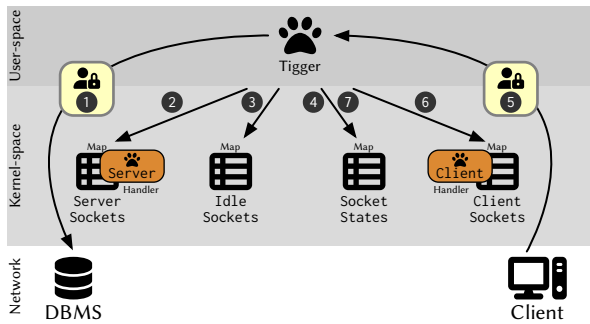 User-space
Tigger
1
2
3
4
7
6
5
Kernel-space
Map
Server
Handler
Server
Sockets
Map
Idle
Sockets
Map
Socket
States
Map
Client
Handler
Client
Sockets
Network
DBMS
Client